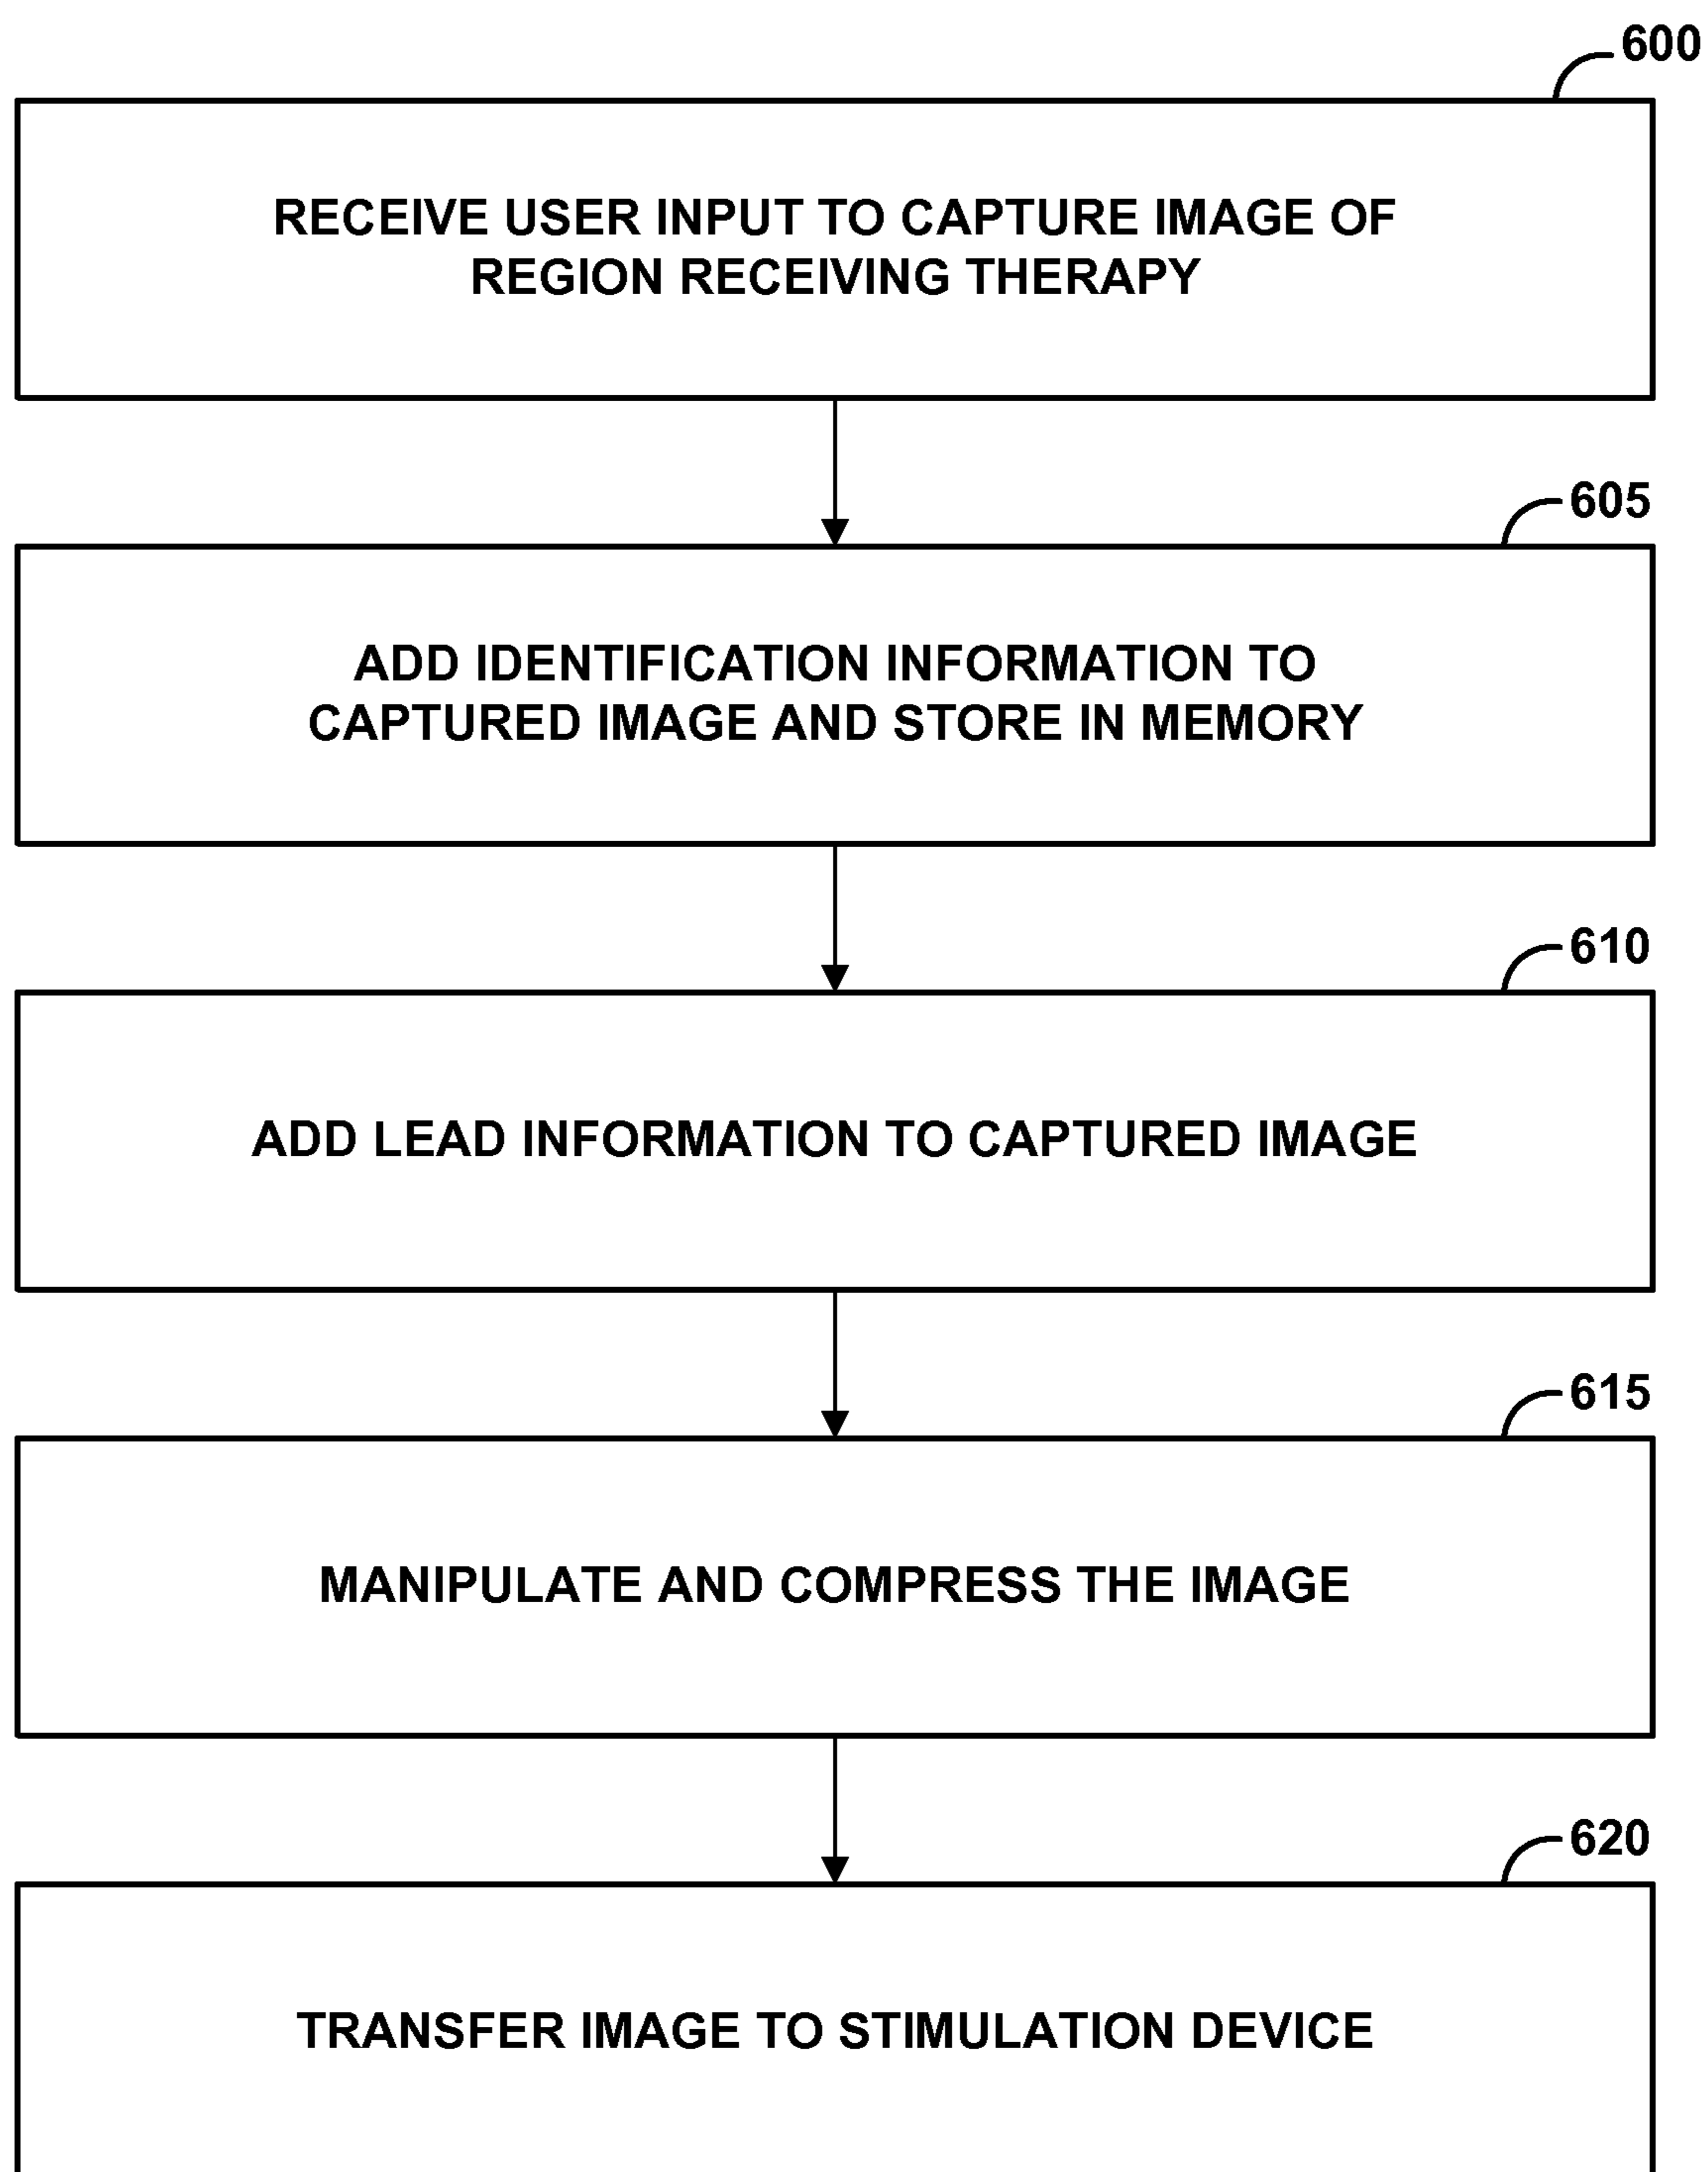 600
RECEIVE USER INPUT TO CAPTURE IMAGE OF
REGION RECEIVING THERAPY
605
ADD IDENTIFICATION INFORMATION TO
CAPTURED IMAGE AND STORE IN MEMORY
610
ADD LEAD INFORMATION TO CAPTURED IMAGE
615
MANIPULATE AND COMPRESS THE IMAGE
620
TRANSFER IMAGE TO STIMULATION DEVICE